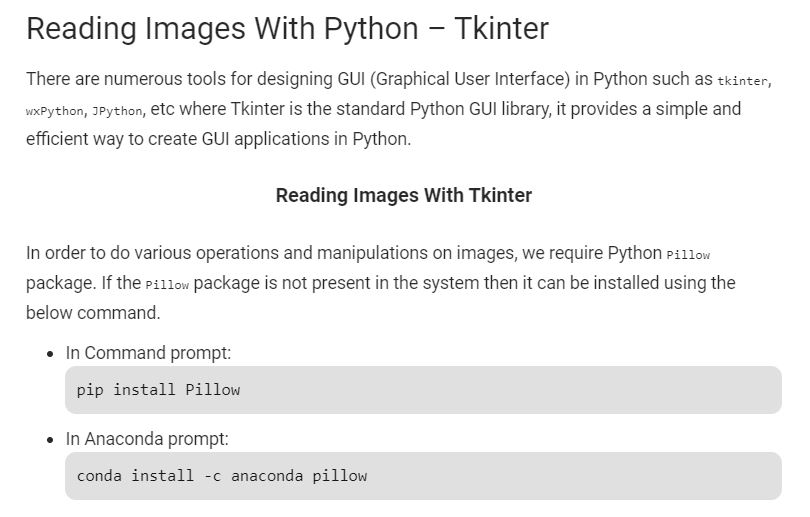 Reading Images With Python – Tkinter
There are numerous tools for designing GUI (Graphical User Interface) in Python such as tkinter,
wxPython, JPython, etc where Tkinter is the standard Python GUI library, it provides a simple and
efficient way to create GUI applications in Python.
Reading Images With Tkinter
In order to do various operations and manipulations on images, we require Python Pillow
package. If the Pillow package is not present in the system then it can be installed using the
below command.
• In Command prompt:
pip install Pillow
• In Anaconda prompt:
conda install -c anaconda pillow